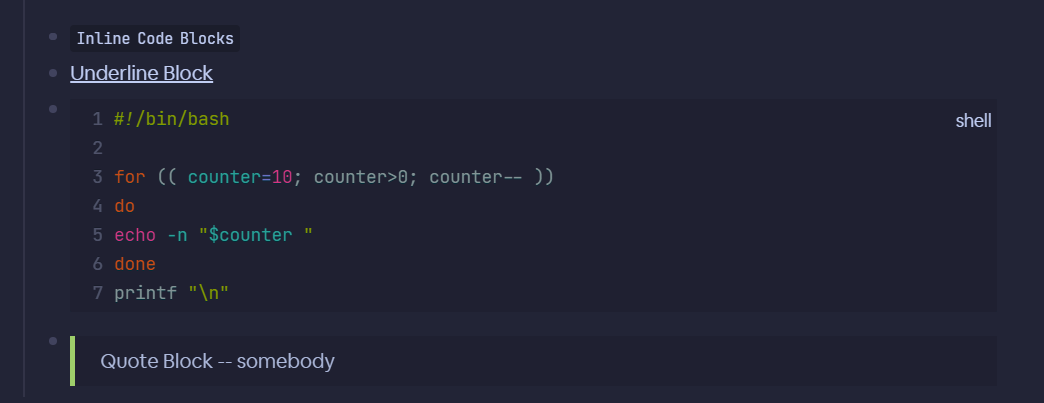 Inline Code Blocks
Underline Block
shell
1 #!/bin/bash
2
3 for (( counter=10; counter>0; counter-- ))
4 do
5 echo -n "$counter "
6 done
7 printf "\n"
Quote Block -- somebody